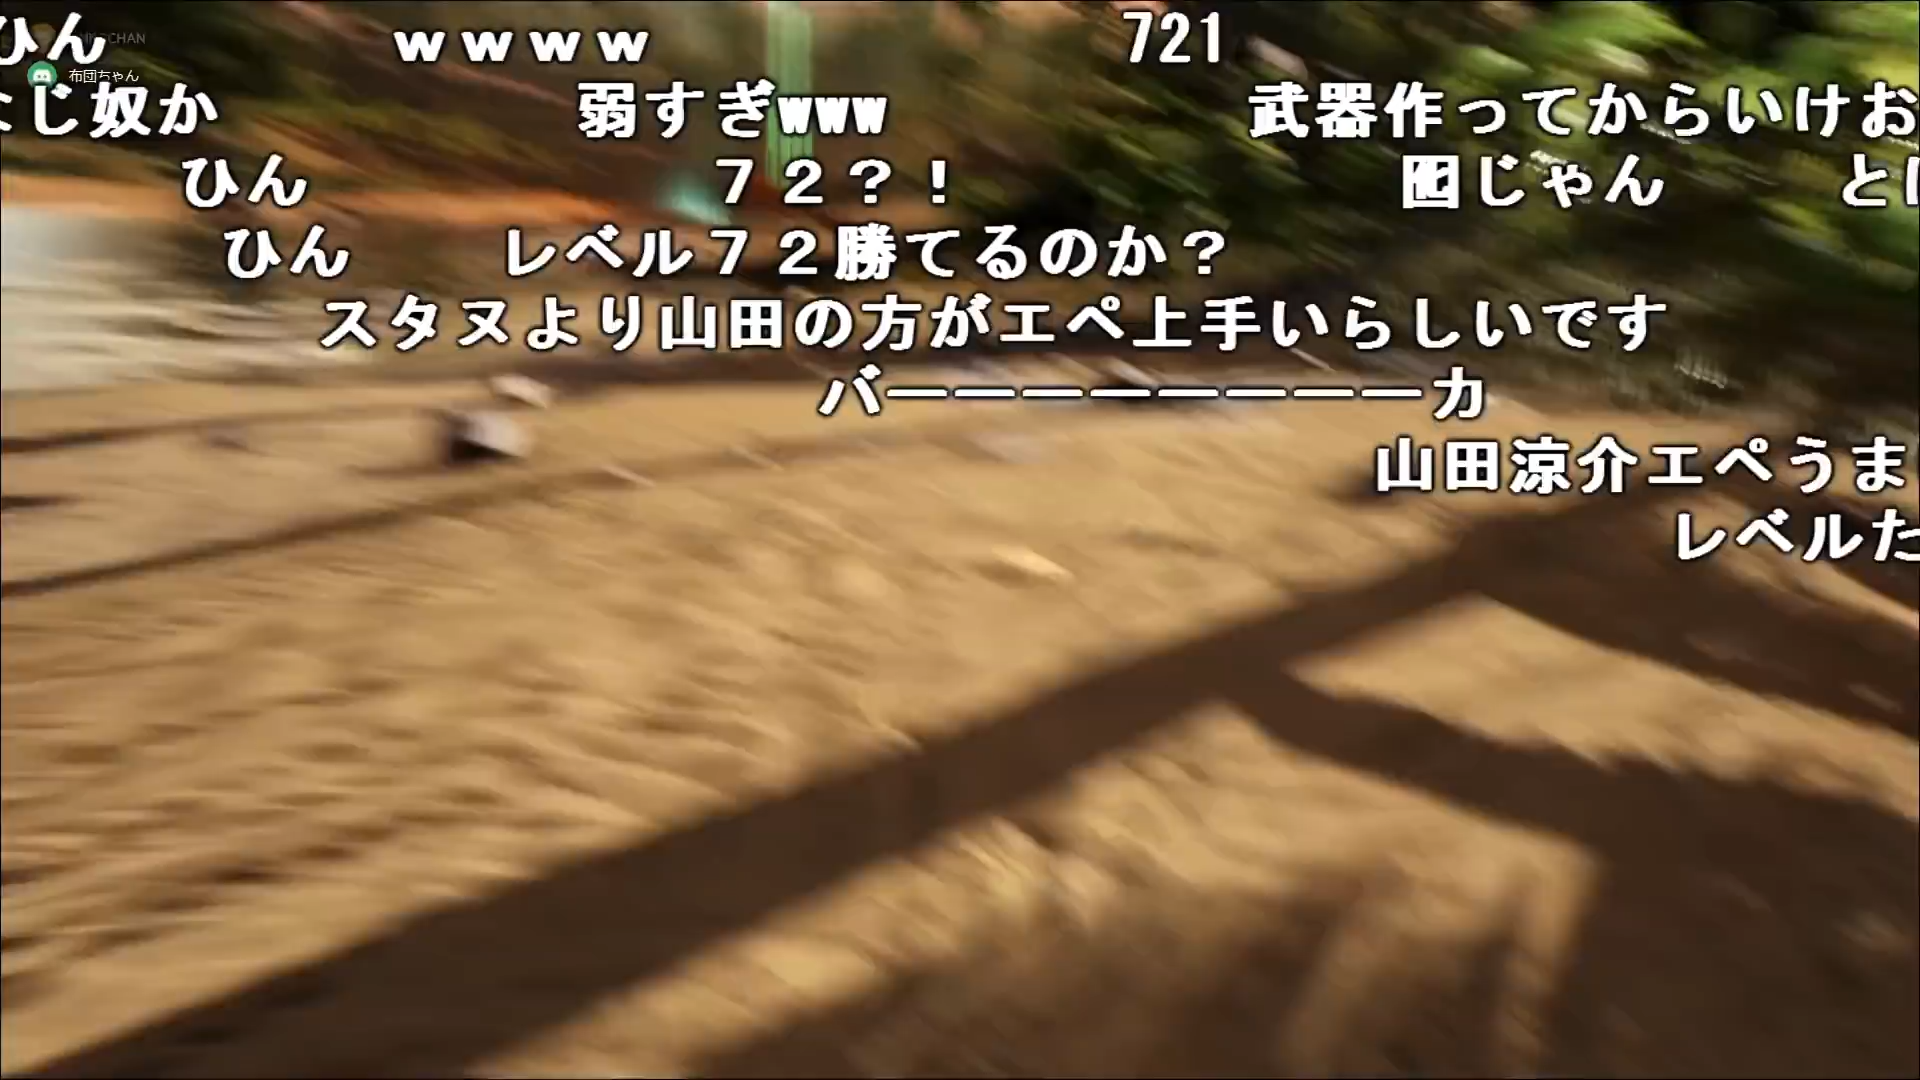 ひん ｗｗｗｗ 721
布団ちゃん
じ奴か 弱すぎwww 武器作ってからいけお
ひん ７２？！ 図じゃん と
ひん レベル７２勝てるのか？
スタヌより山田の方がエペ上手いらしいです
バーーーーーーーーカ
山田涼介エペうま
レベルた